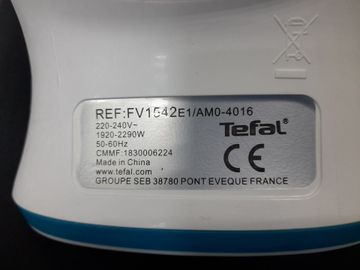 REF:FV1542E1/AM0-4016
220-240V~
1920-2290W
50-60Hz
CMMF:1830006224
Made in China
www.tefal.com
GROUPE SEB 38780 PONT EVEQUE FRANCE
Tefal
CE